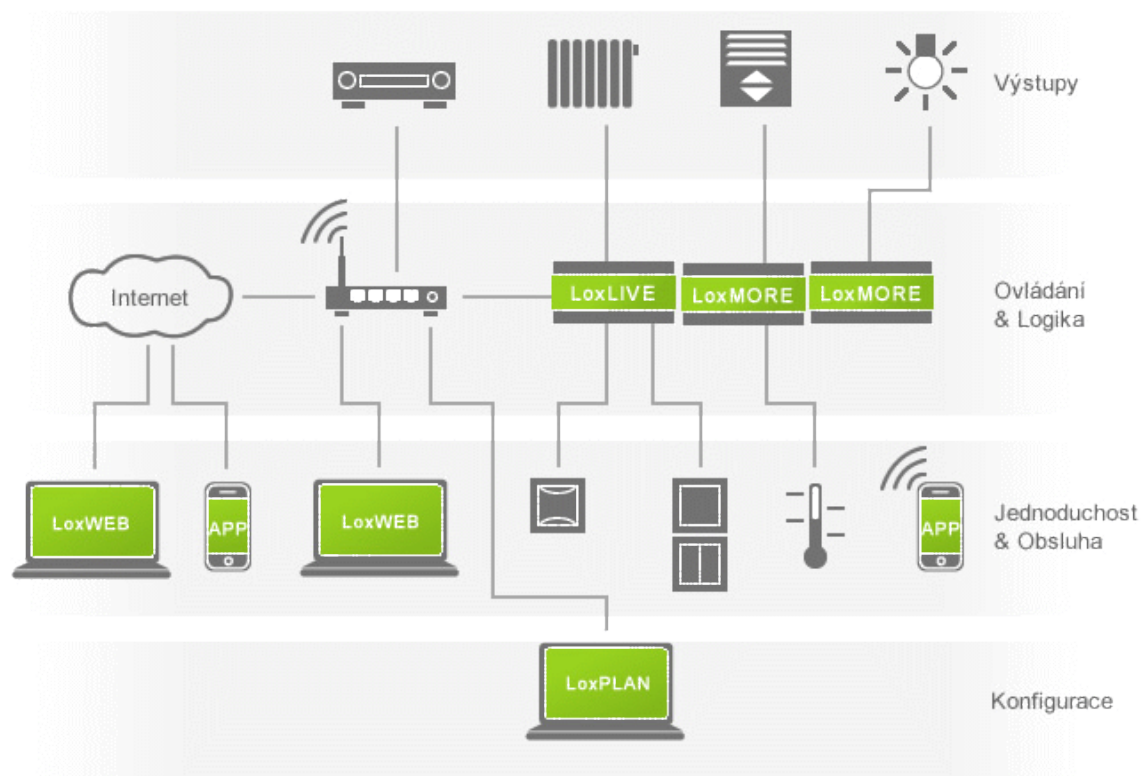 Výstupy
Internet
LoxLIVE
LoxMORE
LoxMORE
Ovládání
& Logika
LoxWEB
APP
LoxWEB
APP
Jednoduchost
& Obsluha
LoxPLAN
Konfigurace